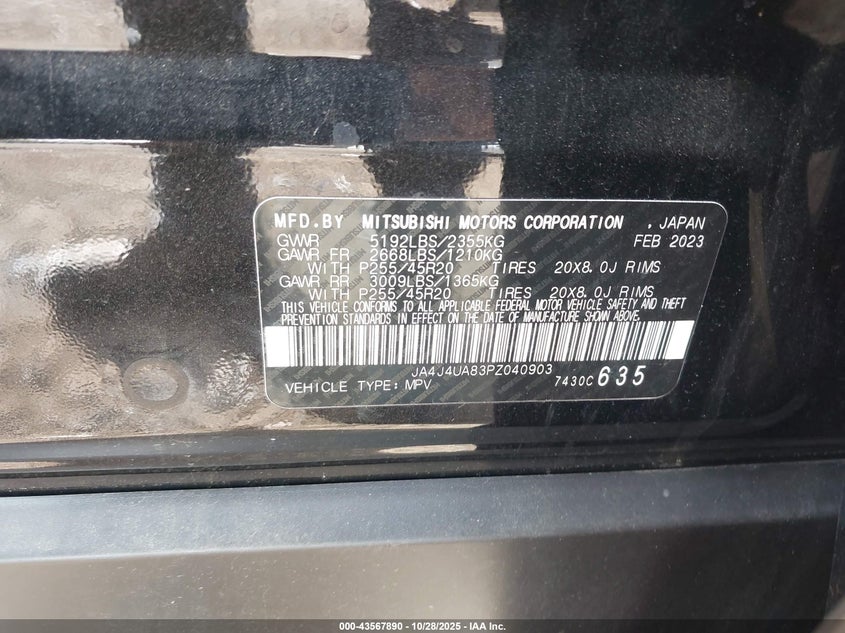 MFD.BY MITSUBISHI MOTORS CORPORATION , JAPAN
GVWR 5192LBS/2355KG FEB 2023
GAWR FR 2668LBS/1210KG
WITH P255/45R20 TIRES 20X8.0J RIMS
GAWR RR 3009LBS/1365KG
WITH P255/45R20 TIRES 20X8.0J RIMS
THIS VEHICLE CONFORMS TO ALL APPLICABLE FEDERAL MOTOR VEHICLE SAFETY AND THEFT
PREVENTION STANDARDS IN EFFECT ON THE DATE OF MANUFACTURE SHOWN ABOVE.
JA4J4UA83PZ040903
VEHICLE TYPE: MPV 7430C 635
000-43567890 - 10/28/2025 - IAA Inc.